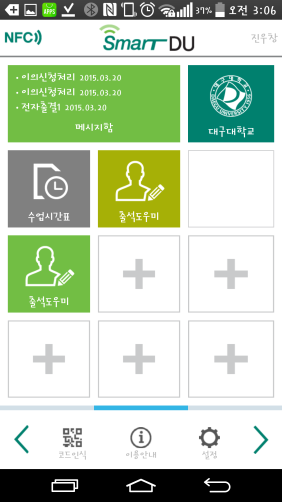 37% 오전 3:06
NFC
Smart DU
진우창
• 이의신청처리 2015.03.20
• 이의신청처리 2015.03.20
• 전자출결1 2015.03.20
메시지함
대구대학교
수업시간표
출석도우미
출석도우미
코드인식
이용안내
설정